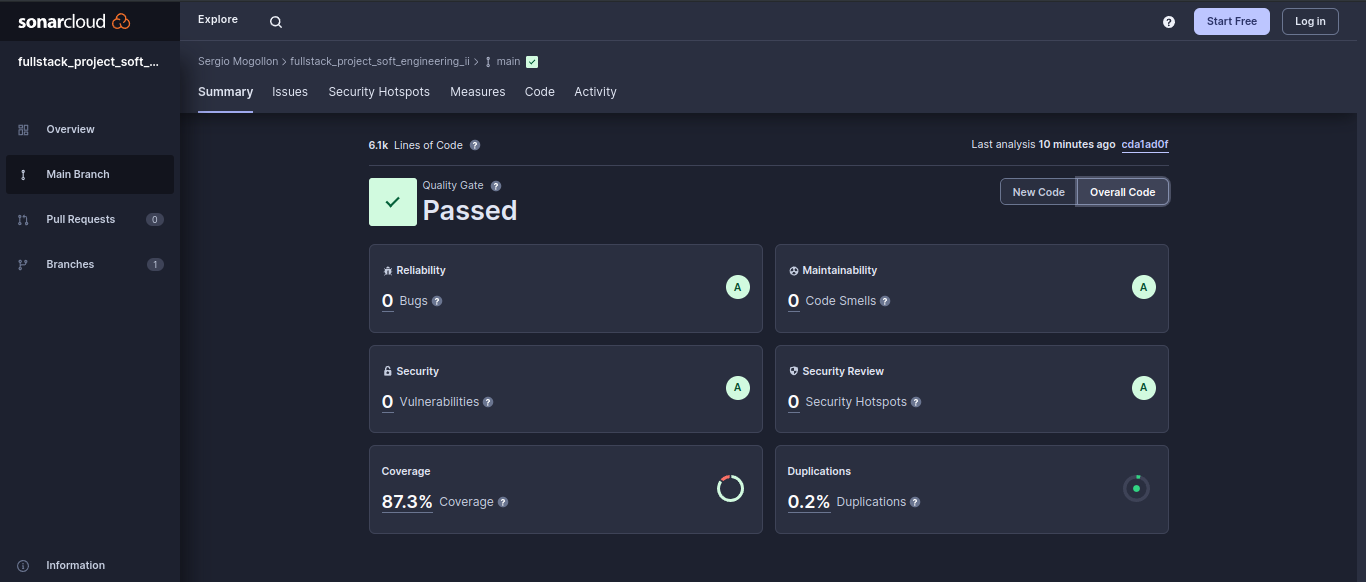 sonarcloud
Explore
Start Free
Log in
fullstack_project_soft_...
Sergio Mogollon > fullstack_project_soft_engineering_ii > main
Summary Issues Security Hotspots Measures Code Activity
Overview
Main Branch
Pull Requests 0
Branches 1
Information
6.1k Lines of Code ?
Last analysis 10 minutes ago cda1ad0f
Quality Gate ?
Passed
New Code Overall Code
Reliability
0 Bugs ?
A
Maintainability
0 Code Smells ?
A
Security
0 Vulnerabilities ?
A
Security Review
0 Security Hotspots ?
A
Coverage
87.3% Coverage ?
Duplications
0.2% Duplications ?